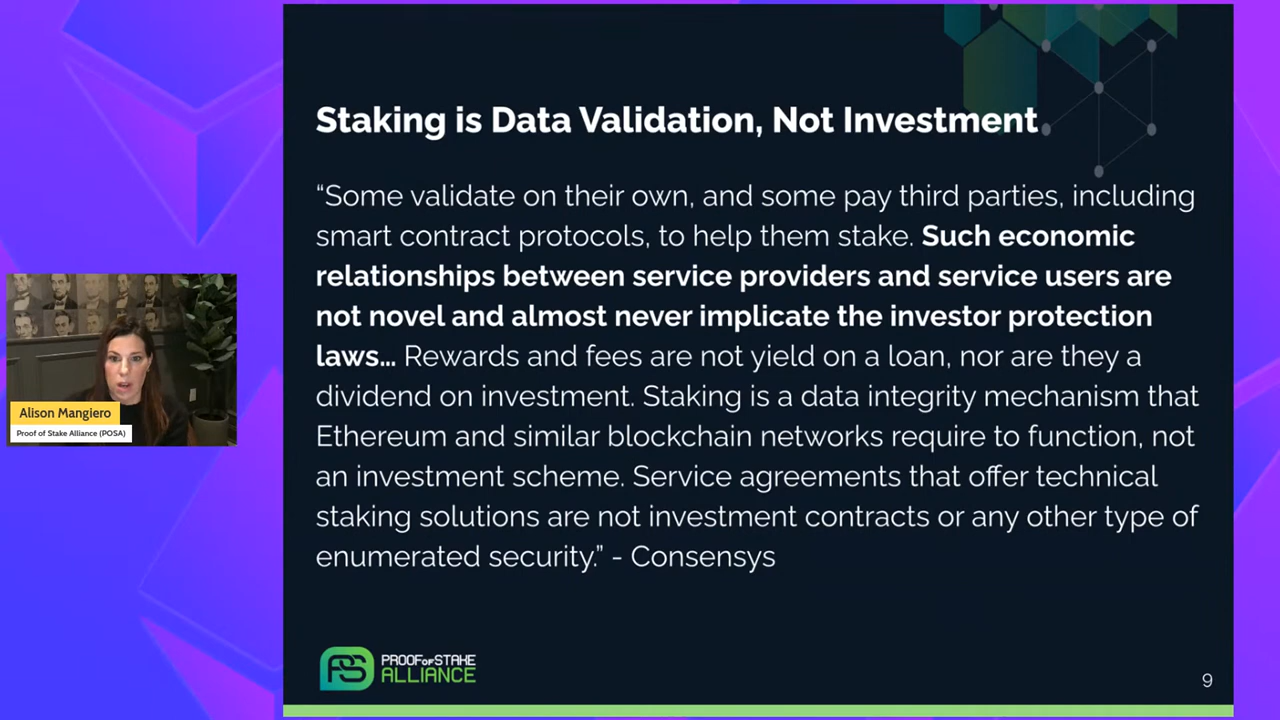 Staking is Data Validation, Not Investment
“Some validate on their own, and some pay third parties, including
smart contract protocols, to help them stake. Such economic
relationships between service providers and service users are
not novel and almost never implicate the investor protection
laws... Rewards and fees are not yield on a loan, nor are they a
dividend on investment. Staking is a data integrity mechanism that
Ethereum and similar blockchain networks require to function, not
an investment scheme. Service agreements that offer technical
staking solutions are not investment contracts or any other type of
enumerated security.” - Consensys
Alison Mangiero
Proof of Stake Alliance (POSA)
PS
PROOF OF STAKE
ALLIANCE
9